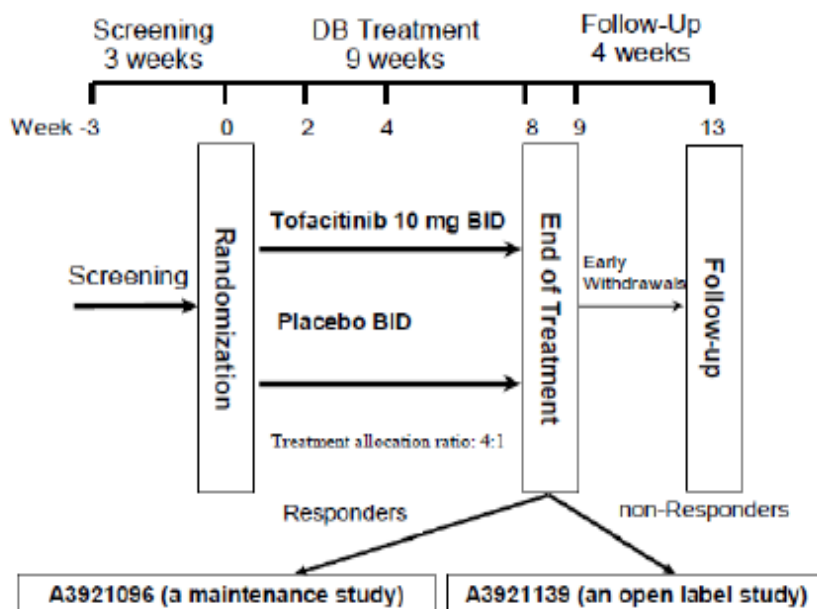 Screening
3 weeks
DB Treatment
9 weeks
Follow-Up
4 weeks
Week -3 0 2 4 8 9 13
Screening
Randomization
Tofacitinib 10 mg BID
Placebo BID
Treatment allocation ratio: 4:1
End of Treatment
Early
Withdrawals
Follow-up
Responders
non-Responders
A3921096 (a maintenance study)
A3921139 (an open label study)